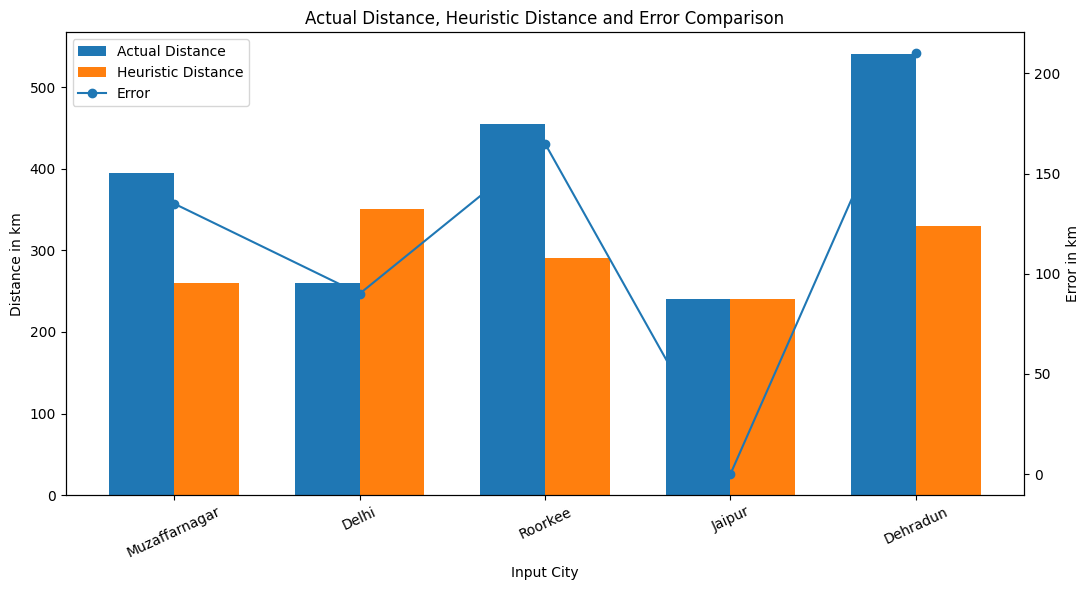 Actual Distance, Heuristic Distance and Error Comparison
Actual Distance
Heuristic Distance
Error
Distance in km
500
400
300
200
100
0
Error in km
200
150
100
50
0
Muzaffarnagar
Delhi
Roorkee
Jaipur
Dehradun
Input City